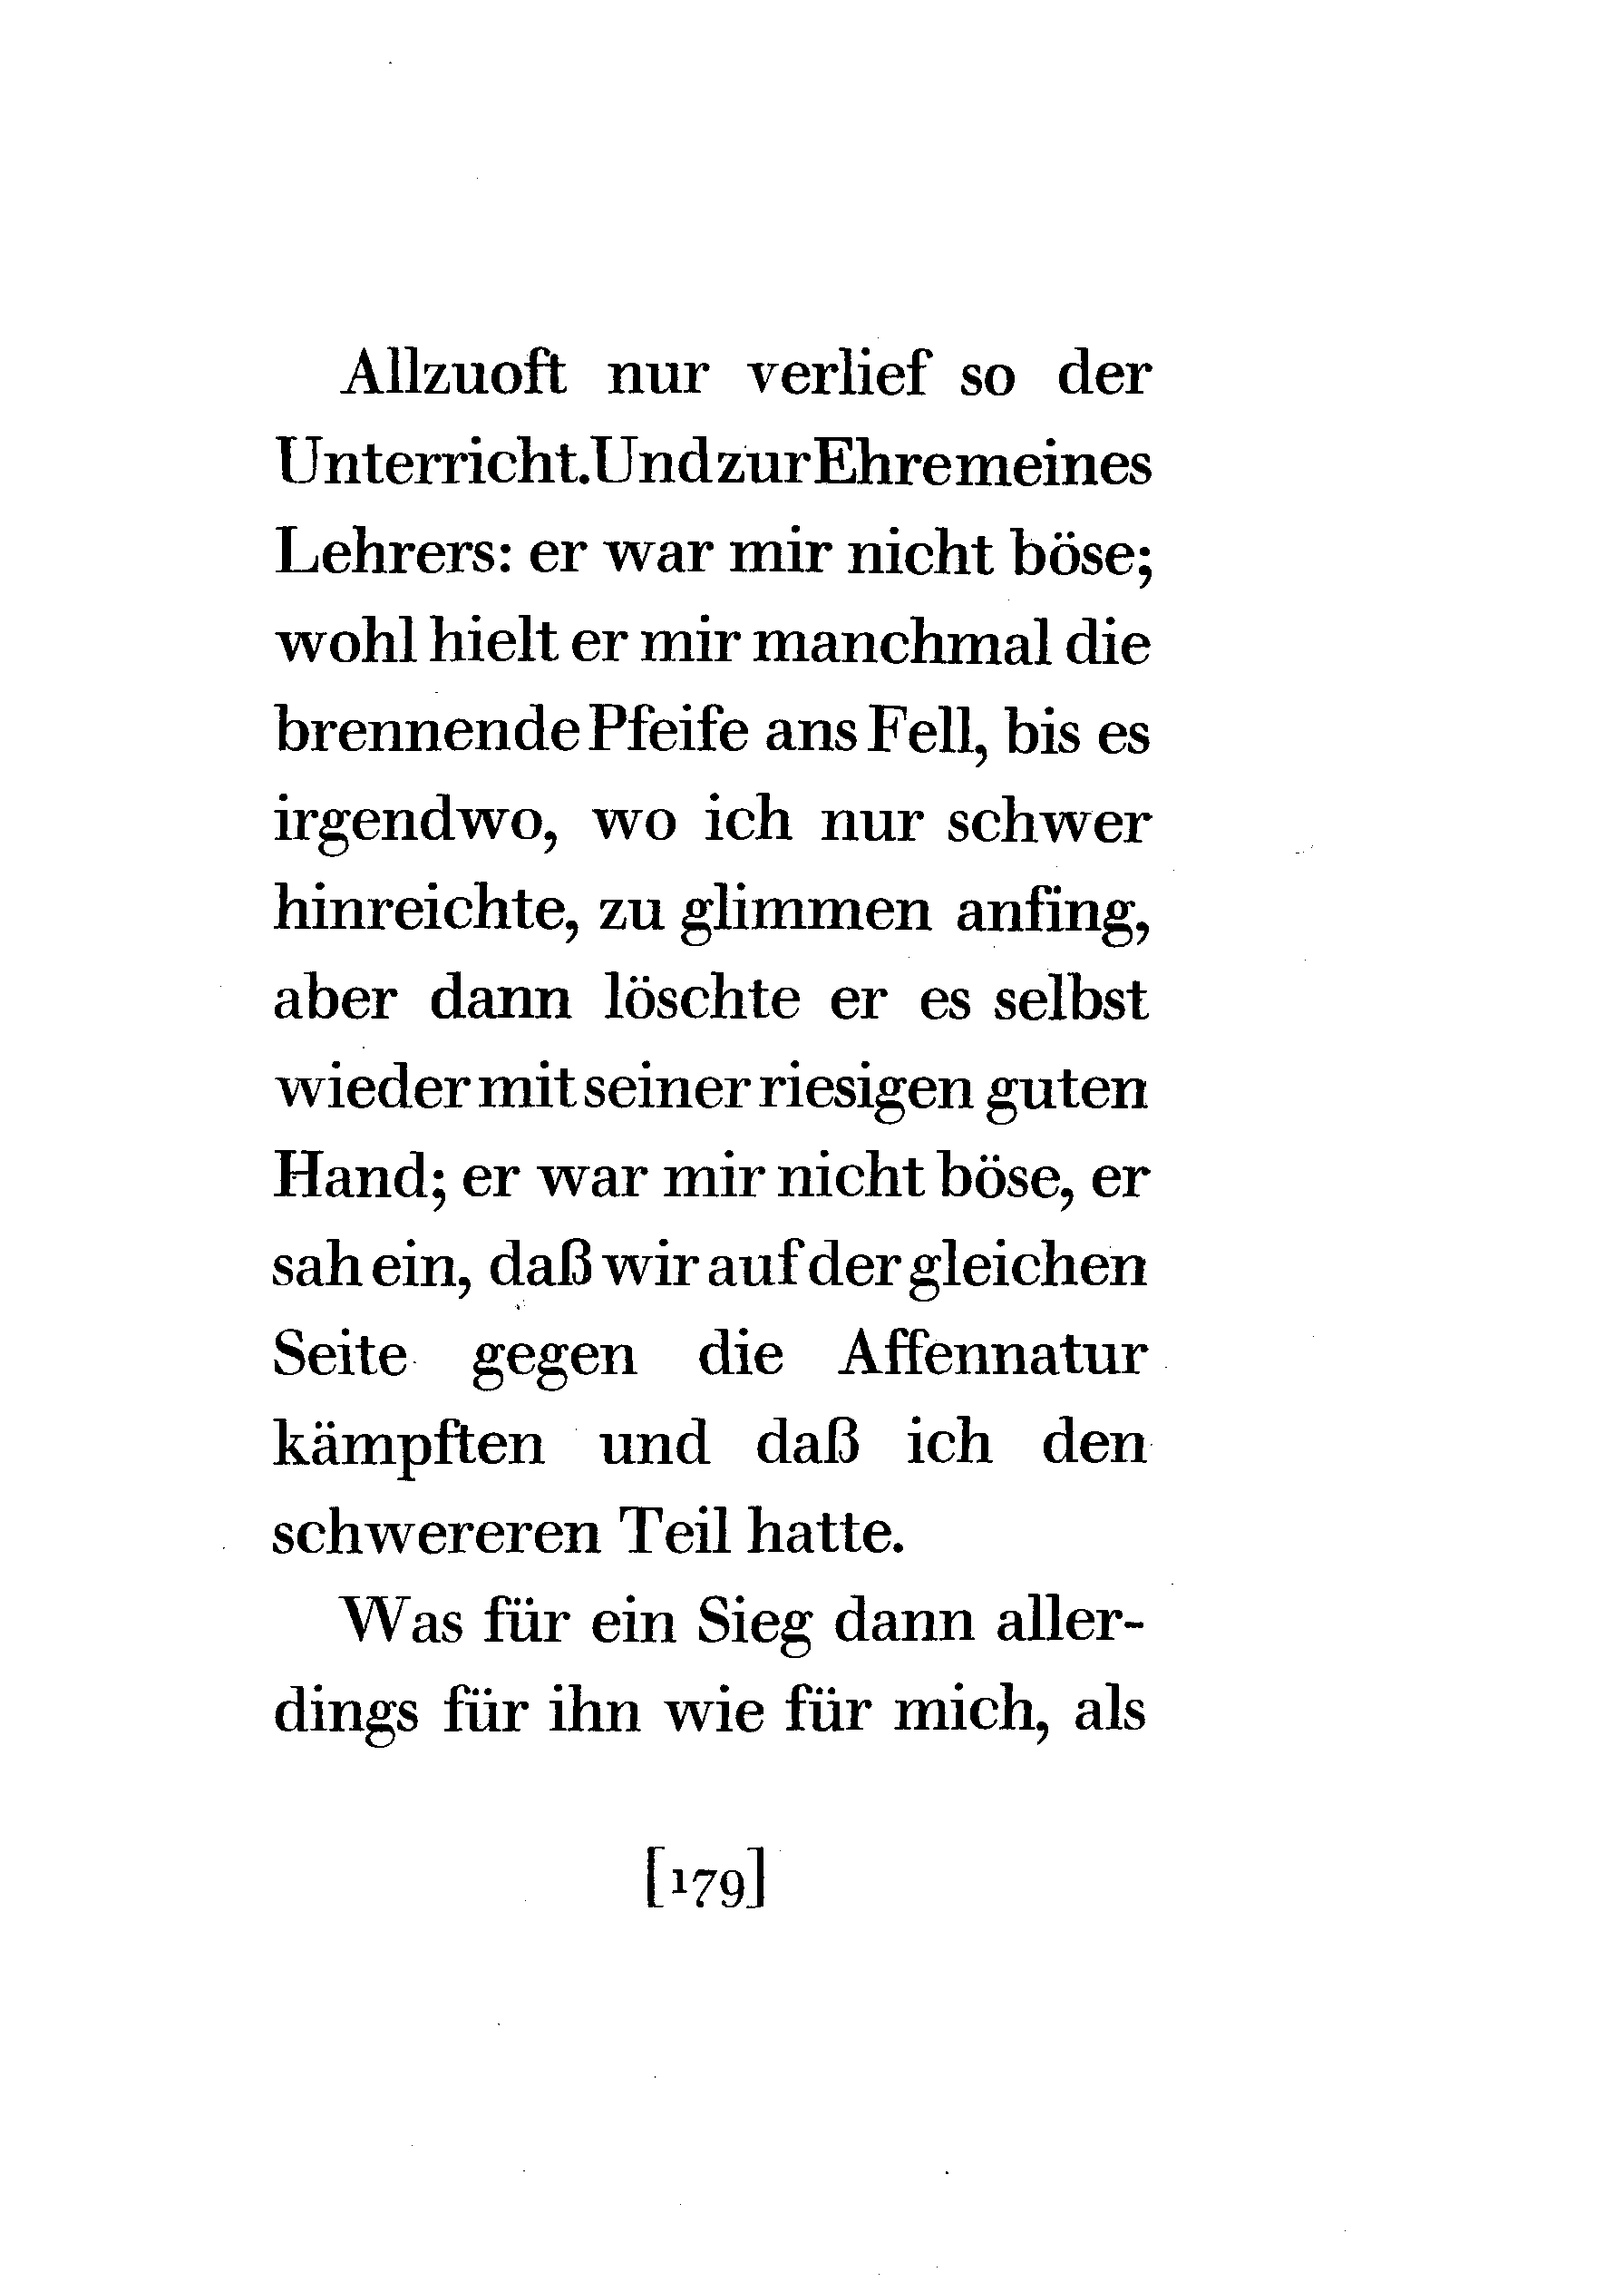 Allzuoft nur verlief so der
Unterricht. Und zur Ehre meines
Lehrers: er war mir nicht böse;
wohl hielt er mir manchmal die
brennende Pfeife ans Fell, bis es
irgendwo, wo ich nur schwer
hinreichte, zu glimmen anfing,
aber dann löschte er es selbst
wieder mit seiner riesigen guten
Hand; er war mir nicht böse, er
sah ein, daß wir auf der gleichen
Seite gegen die Affennatur
kämpften und daß ich den
schwereren Teil hatte.
Was für ein Sieg dann aller-
dings für ihn wie für mich, als
[179]